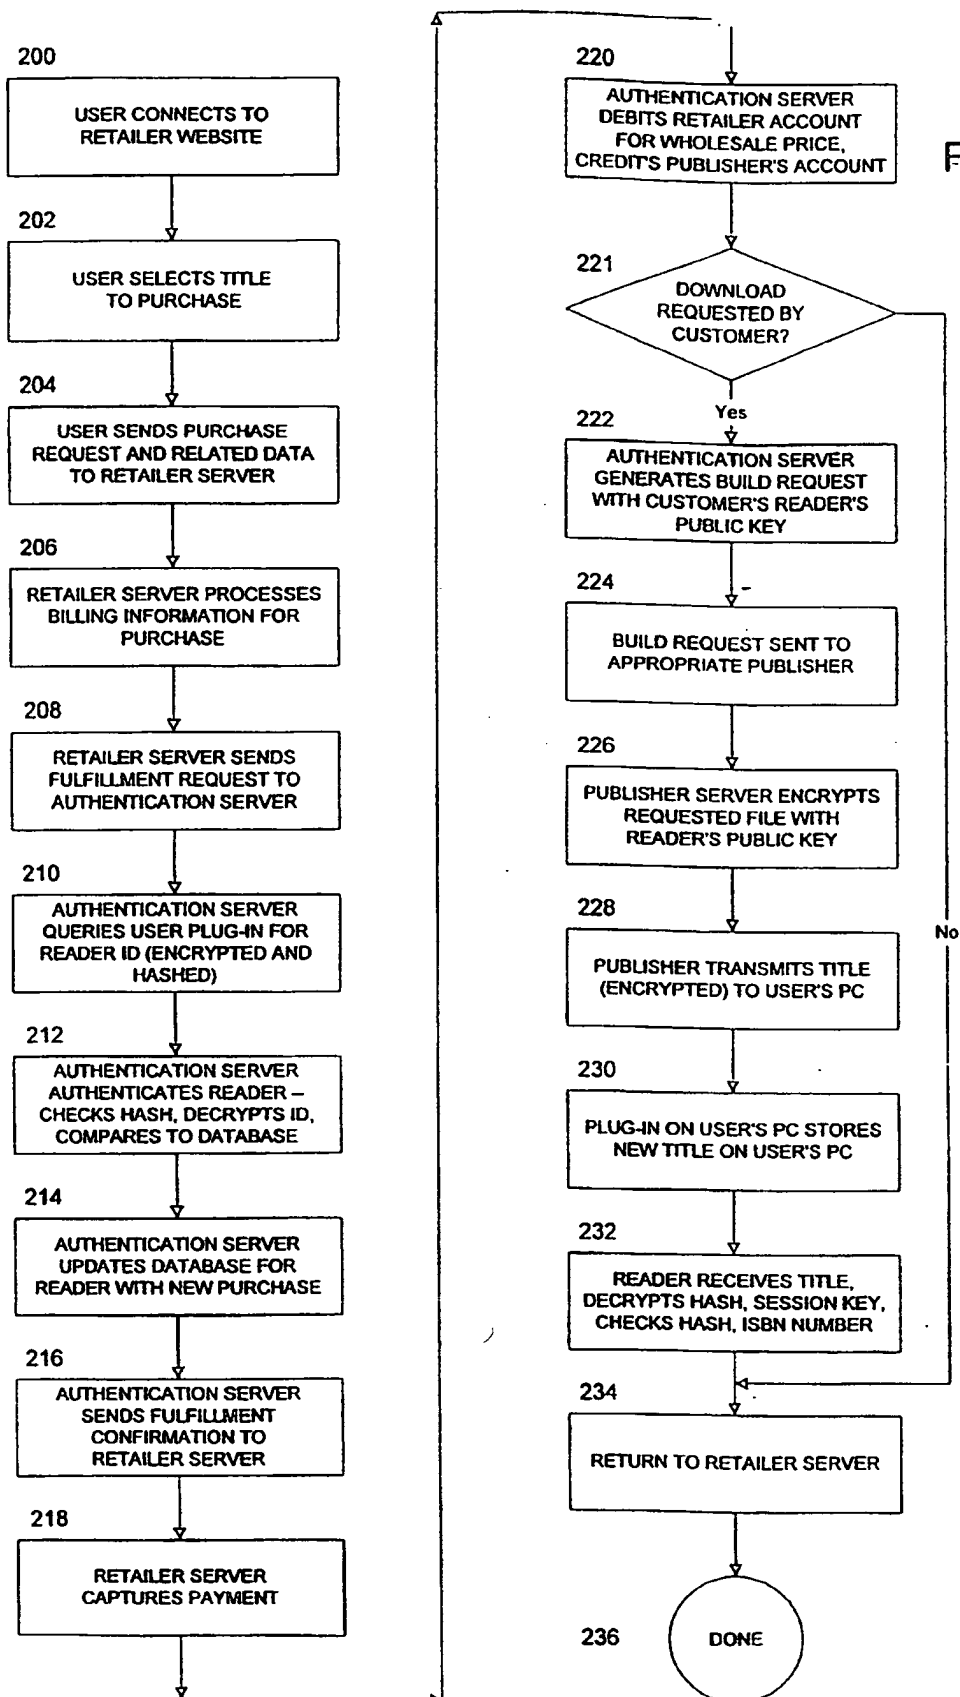 200
USER CONNECTS TO
RETAILER WEBSITE
202
USER SELECTS TITLE
TO PURCHASE
204
USER SENDS PURCHASE
REQUEST AND RELATED DATA
TO RETAILER SERVER
206
RETAILER SERVER PROCESSES
BILLING INFORMATION FOR
PURCHASE
208
RETAILER SERVER SENDS
FULFILLMENT REQUEST TO
AUTHENTICATION SERVER
210
AUTHENTICATION SERVER
QUERIES USER PLUG-IN FOR
READER ID (ENCRYPTED AND
HASHED)
212
AUTHENTICATION SERVER
AUTHENTICATES READER –
CHECKS HASH, DECRYPTS ID,
COMPARES TO DATABASE
214
AUTHENTICATION SERVER
UPDATES DATABASE FOR
READER WITH NEW PURCHASE
216
AUTHENTICATION SERVER
SENDS FULFILLMENT
CONFIRMATION TO
RETAILER SERVER
218
RETAILER SERVER
CAPTURES PAYMENT
220
AUTHENTICATION SERVER
DEBITS RETAILER ACCOUNT
FOR WHOLESALE PRICE,
CREDIT'S PUBLISHER'S ACCOUNT
221
DOWNLOAD
REQUESTED BY
CUSTOMER?
Yes
222
AUTHENTICATION SERVER
GENERATES BUILD REQUEST
WITH CUSTOMER'S READER'S
PUBLIC KEY
224
BUILD REQUEST SENT TO
APPROPRIATE PUBLISHER
226
PUBLISHER SERVER ENCRYPTS
REQUESTED FILE WITH
READER'S PUBLIC KEY
228
No
PUBLISHER TRANSMITS TITLE
(ENCRYPTED) TO USER'S PC
230
PLUG-IN ON USER'S PC STORES
NEW TITLE ON USER'S PC
232
READER RECEIVES TITLE,
DECRYPTS HASH, SESSION KEY,
CHECKS HASH, ISBN NUMBER
234
RETURN TO RETAILER SERVER
236
DONE